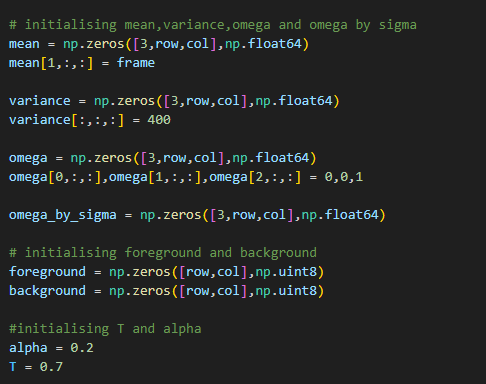 # initialising mean,variance,omega and omega by sigma
mean = np.zeros([3,row,col],np.float64)
mean[1,:,:] = frame
variance = np.zeros([3,row,col],np.float64)
variance[:,:,:] = 400
omega = np.zeros([3,row,col],np.float64)
omega[0,:,:],omega[1,:,:],omega[2,:,:] = 0,0,1
omega_by_sigma = np.zeros([3,row,col],np.float64)
# initialising foreground and background
foreground = np.zeros([row,col],np.uint8)
background = np.zeros([row,col],np.uint8)
#initialising T and alpha
alpha = 0.2
T = 0.7